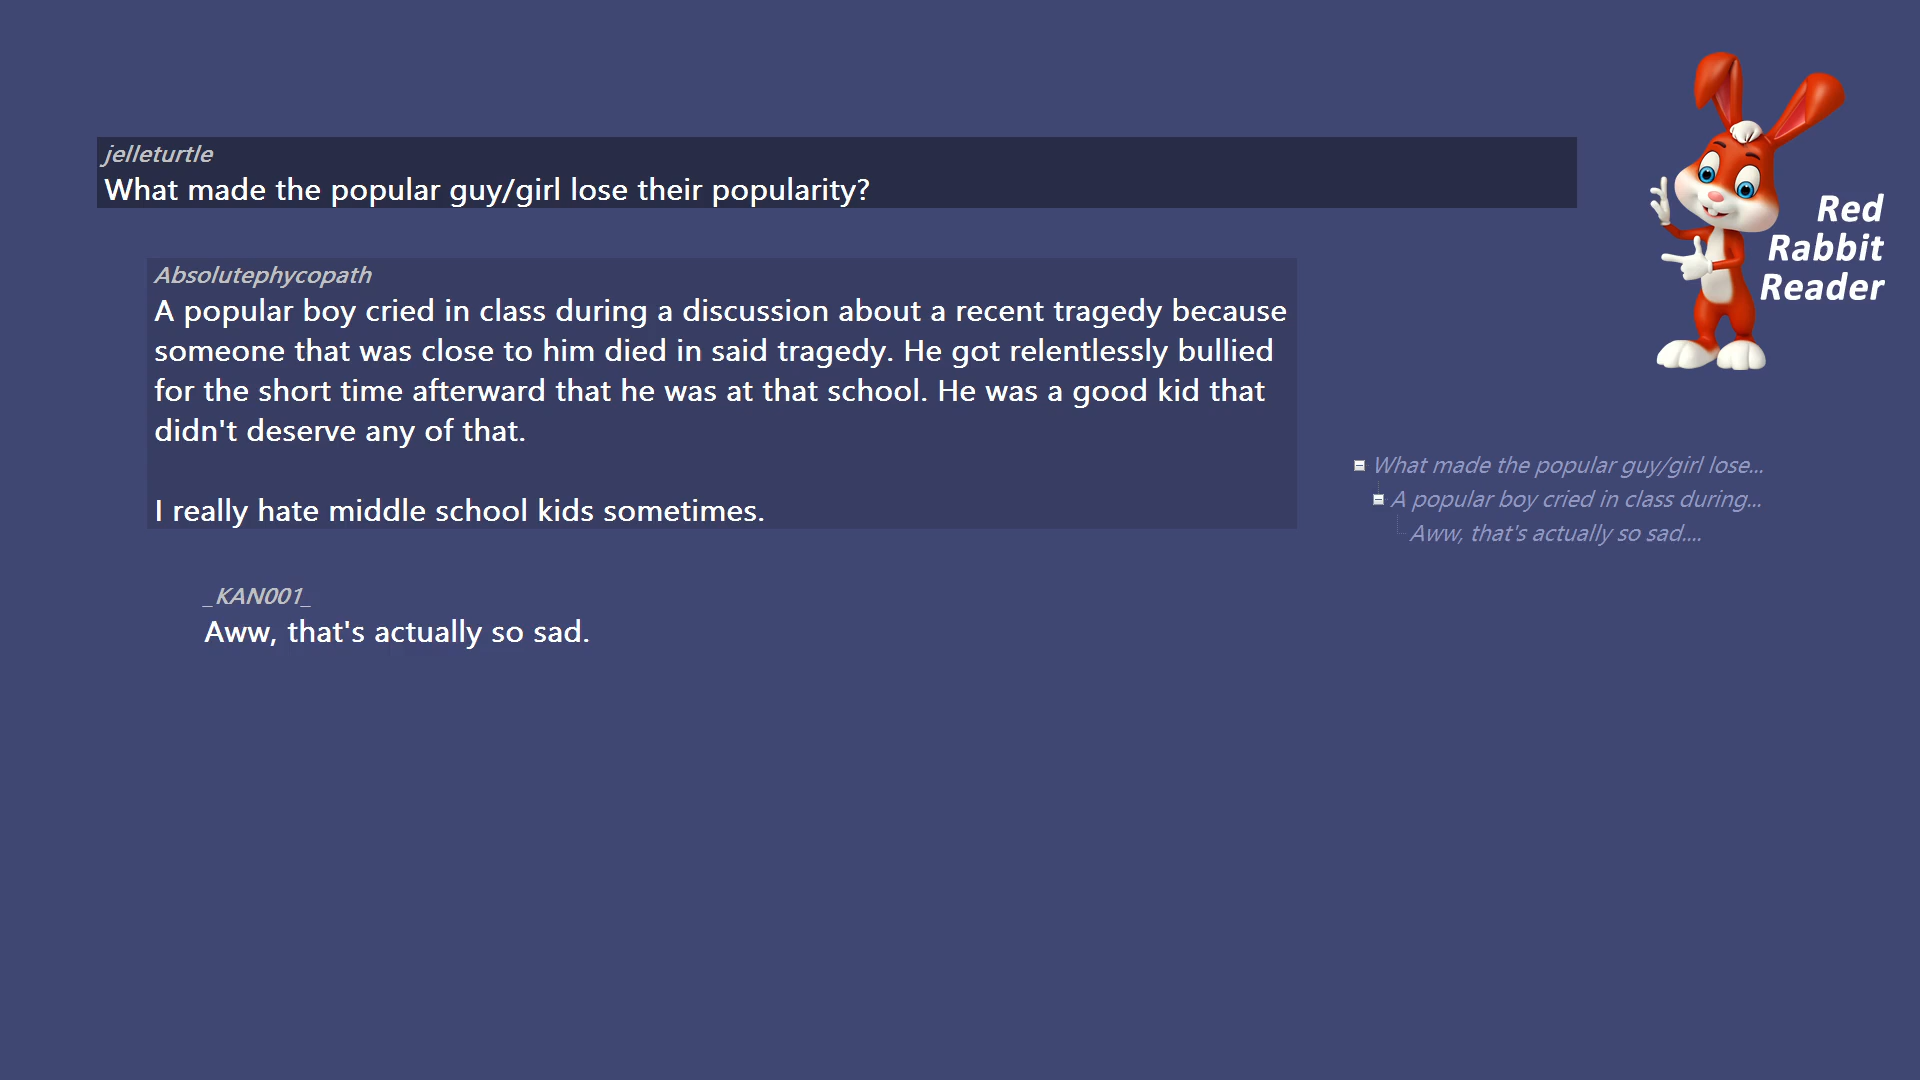 jelleturtle
What made the popular guy/girl lose their popularity?
Absolutephycopath
A popular boy cried in class during a discussion about a recent tragedy because
someone that was close to him died in said tragedy. He got relentlessly bullied
for the short time afterward that he was at that school. He was a good kid that
didn't deserve any of that.
I really hate middle school kids sometimes.
_KAN001_
Aww, that's actually so sad.
Red
Rabbit
Reader
What made the popular guy/girl lose...
A popular boy cried in class during...
Aww, that's actually so sad....